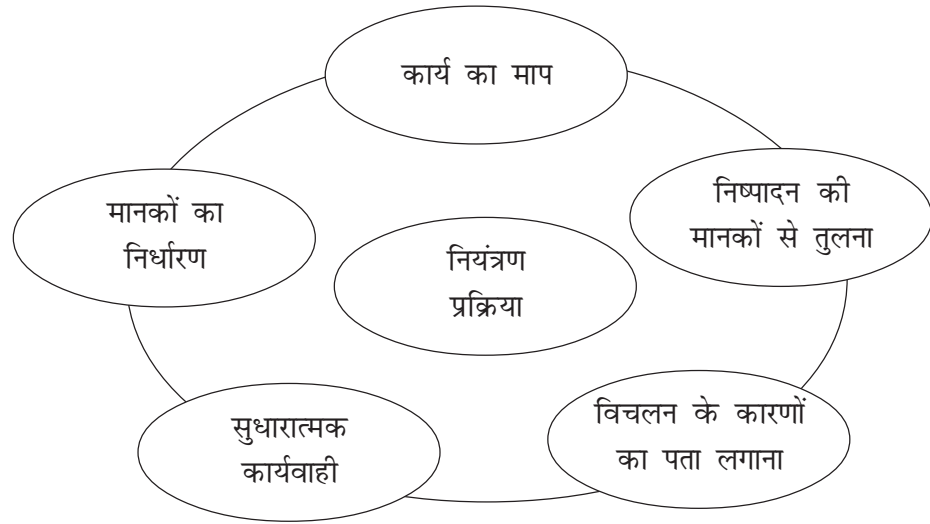 कार्य का माप
निष्पादन की
मानकों से तुलना
मानकों का
निर्धारण
नियंत्रण
प्रक्रिया
विचलन के कारणों
का पता लगाना
सुधारात्मक
कार्यवाही